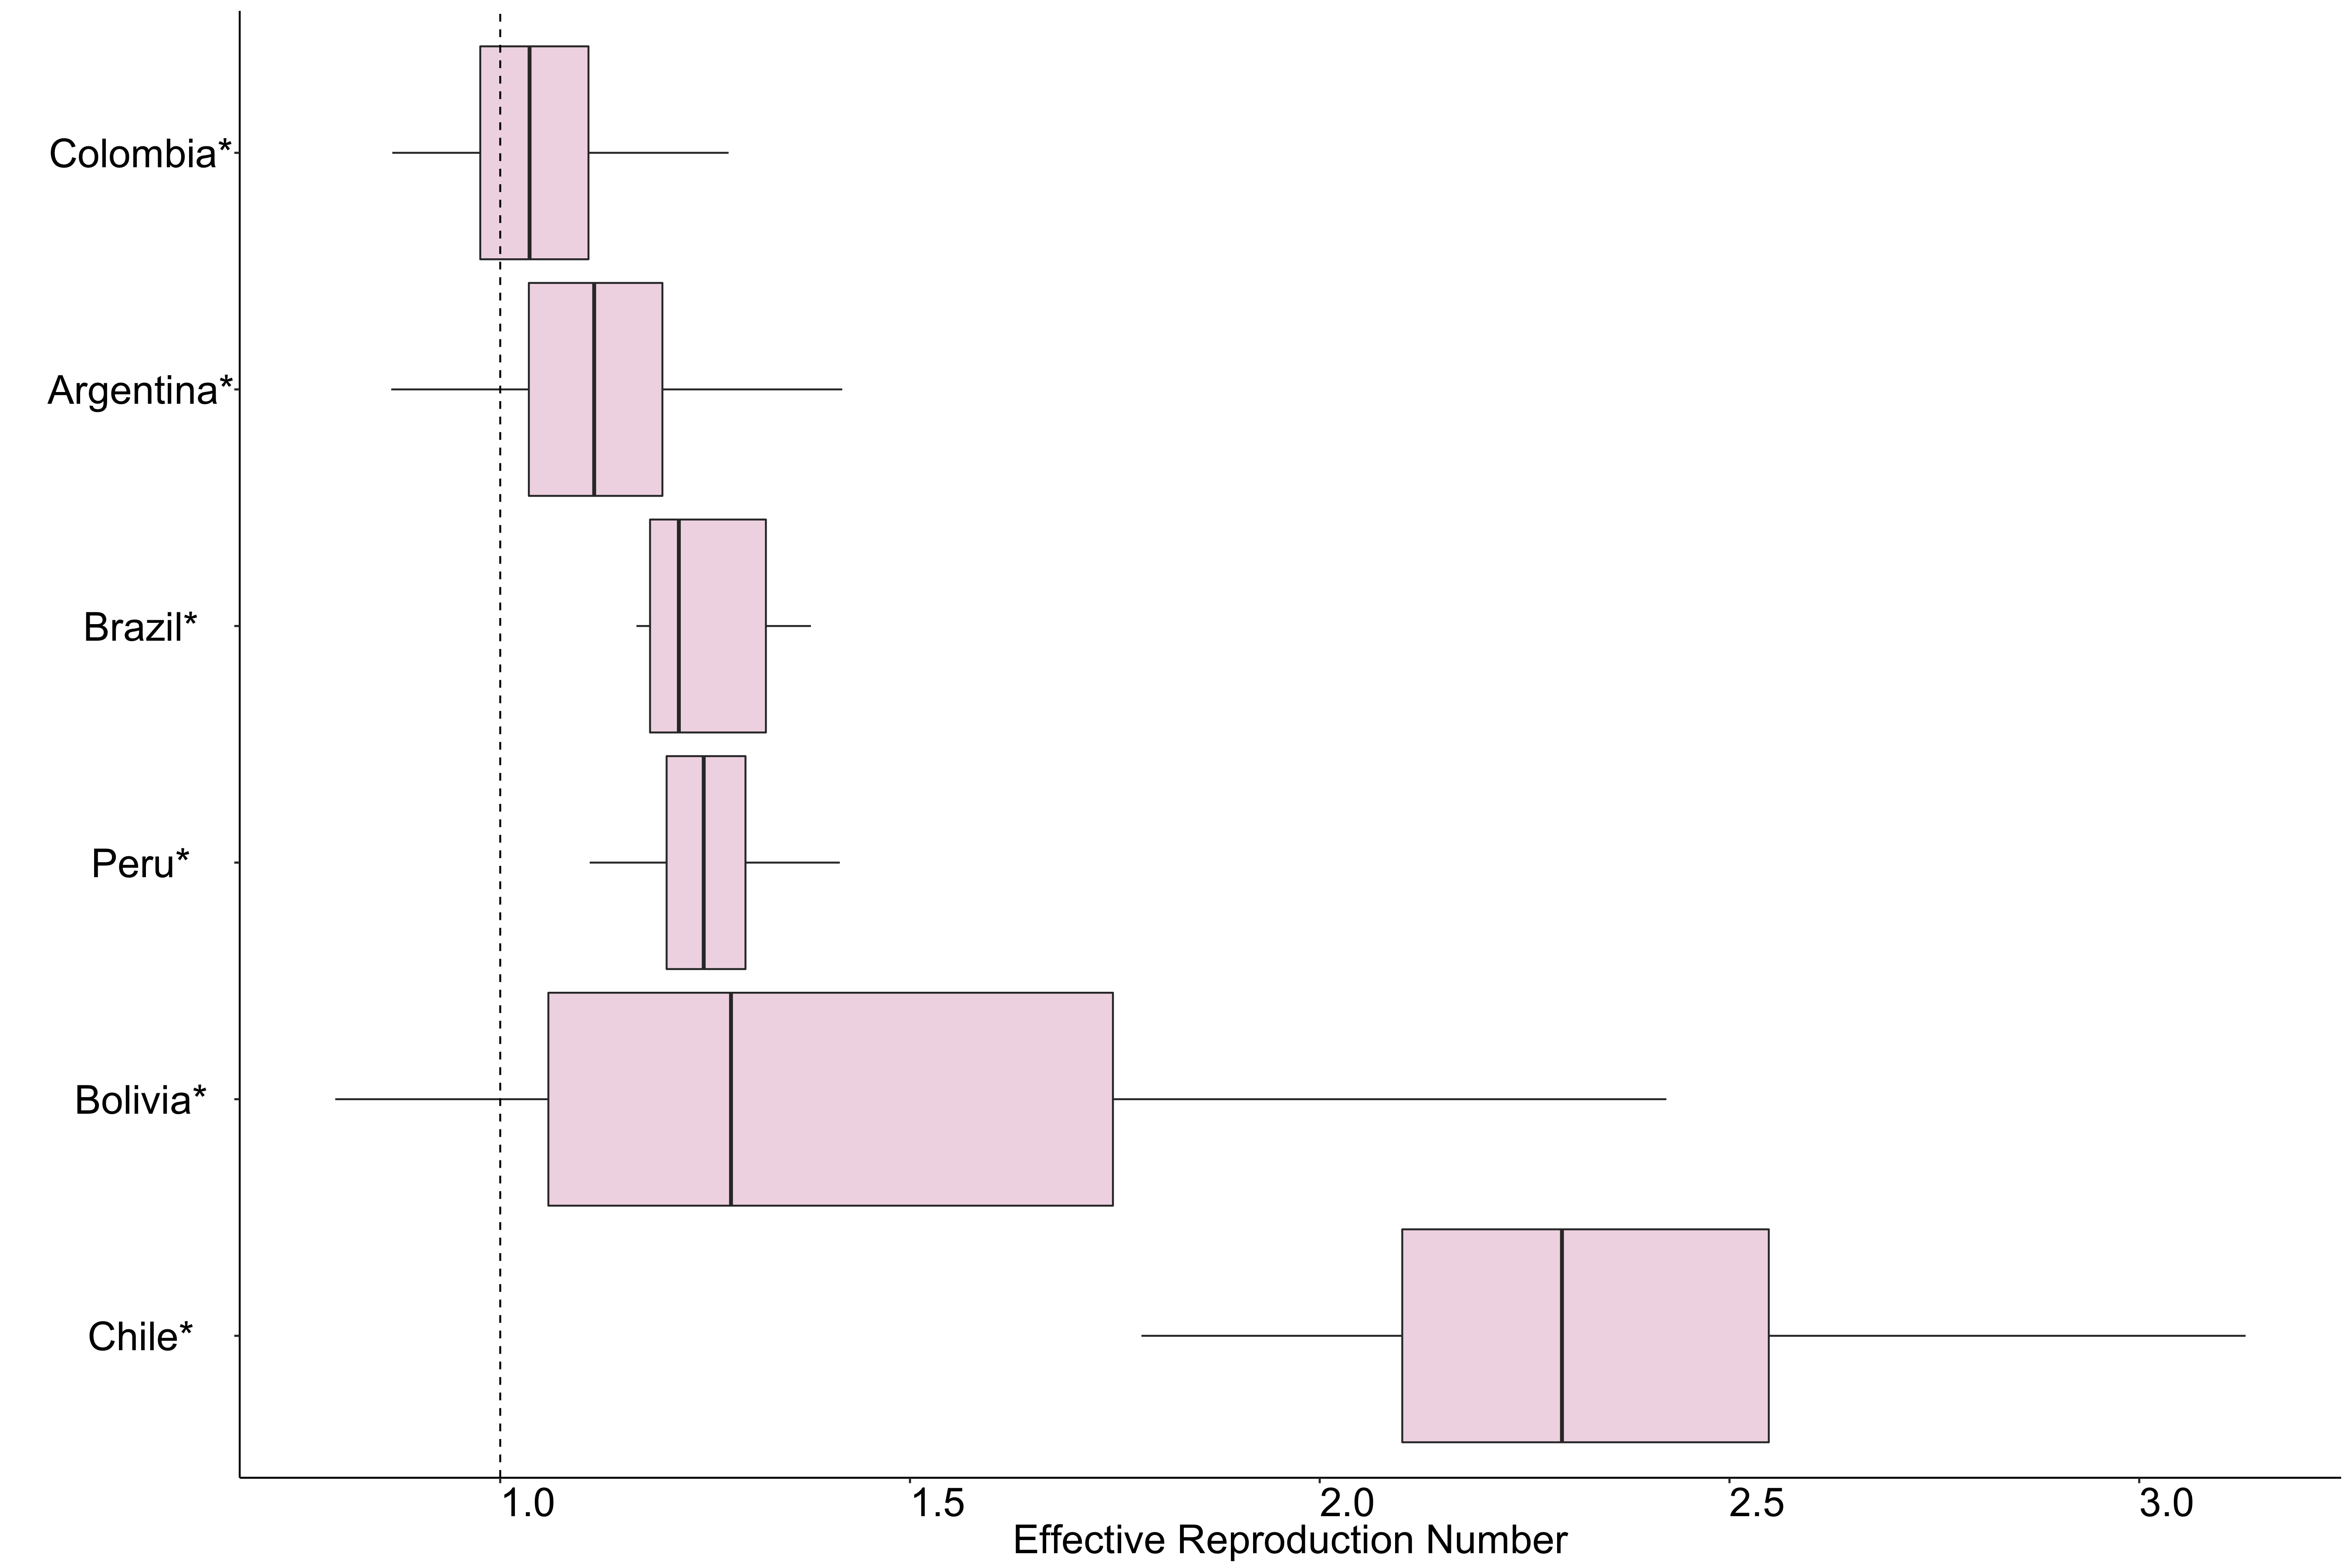 Colombia*
Argentina*
Brazil*
Peru*
Bolivia*
Chile*
1.0 1.5 2.0 2.5 3.0
Effective Reproduction Number